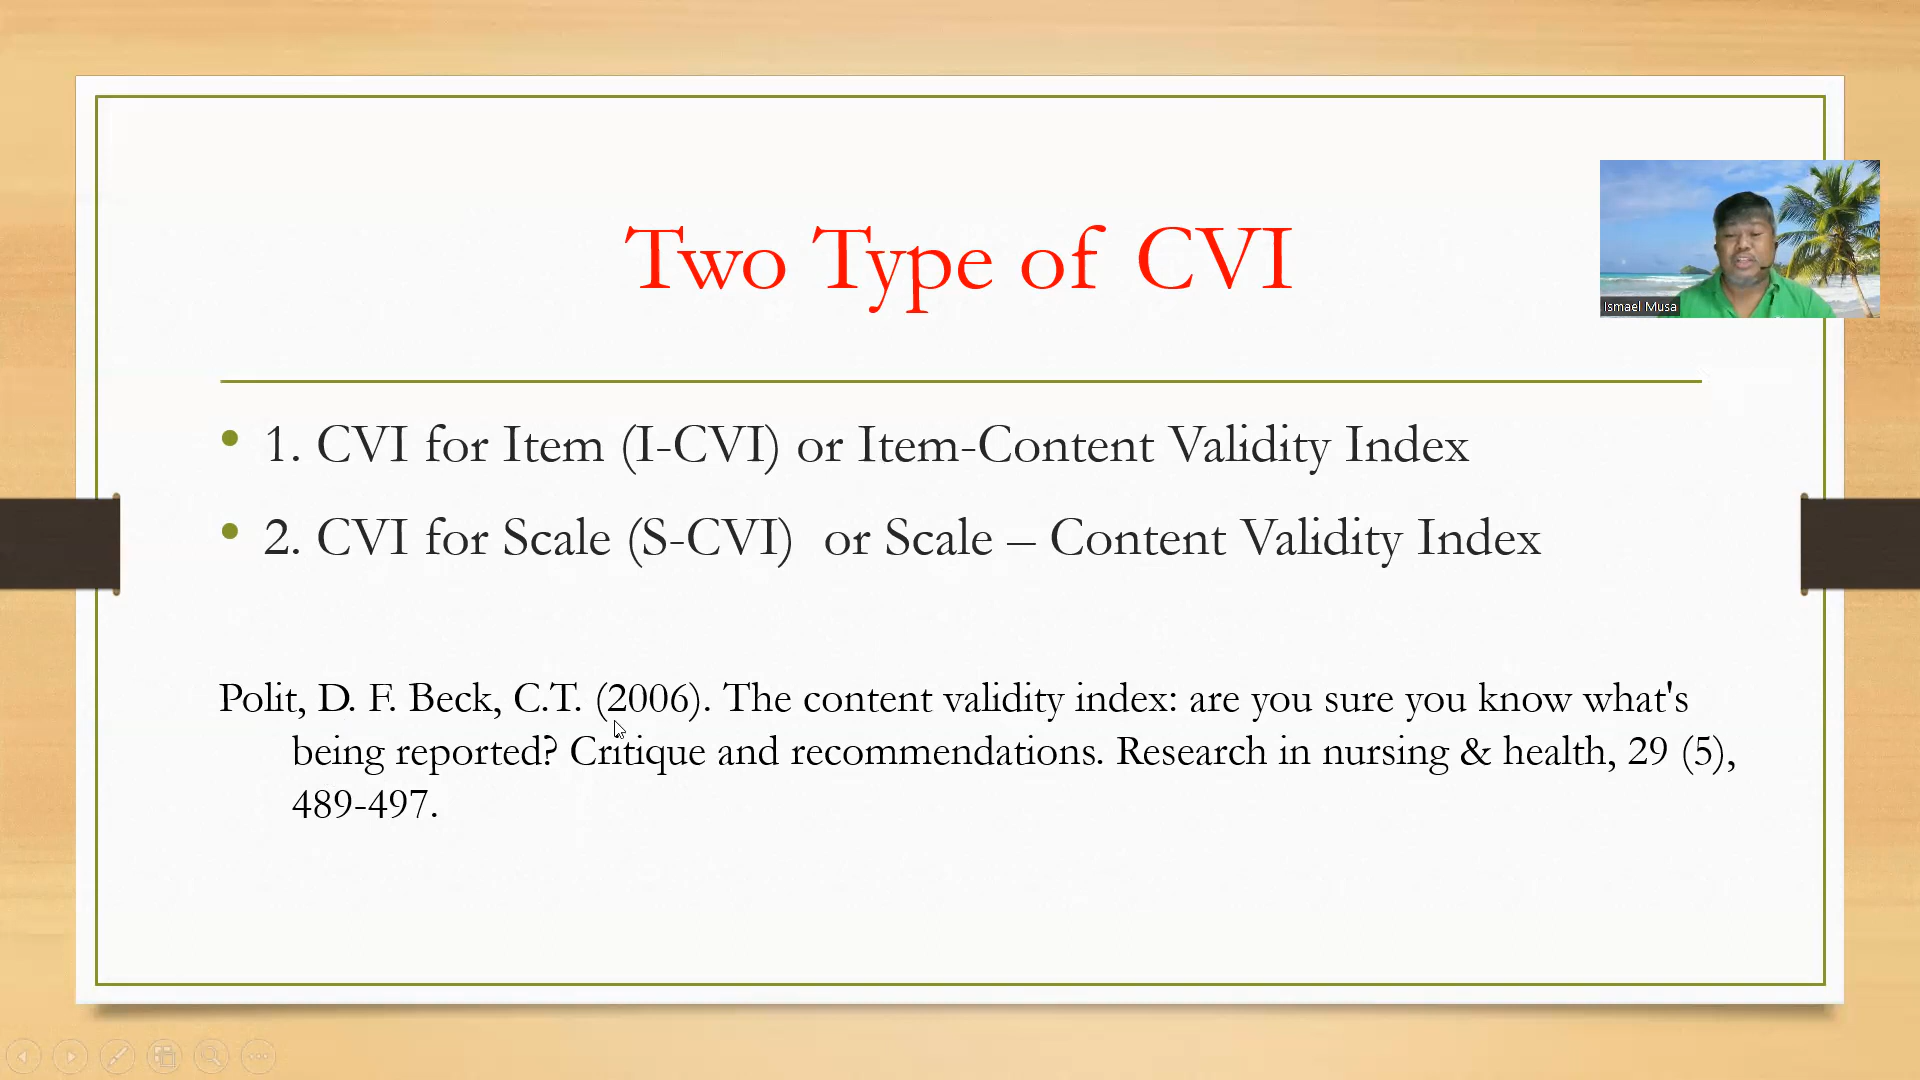 Two Type of CVI
Ismael Musa
• 1. CVI for Item (I-CVI) or Item-Content Validity Index
• 2. CVI for Scale (S-CVI)  or Scale – Content Validity Index
Polit, D. F. Beck, C.T. (2006). The content validity index: are you sure you know what's
being reported? Critique and recommendations. Research in nursing & health, 29 (5),
489-497.